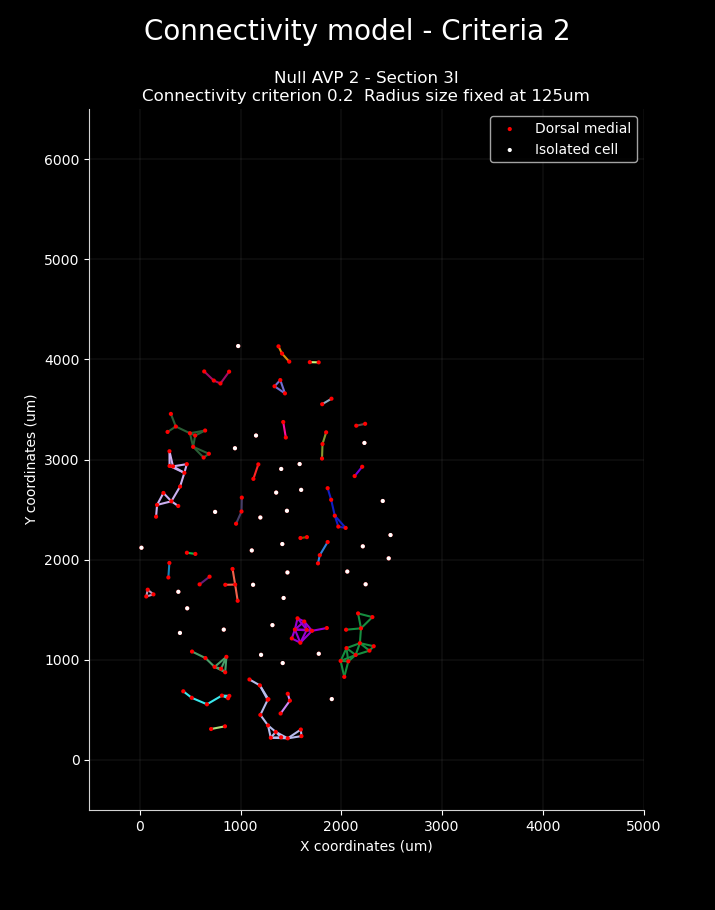 Connectivity model - Criteria 2
Null AVP 2 - Section 3I
Connectivity criterion 0.2  Radius size fixed at 125um
Dorsal medial
Isolated cell
6000
5000
4000
3000
2000
1000
0
Y coordinates (um)
0 1000 2000 3000 4000 5000
X coordinates (um)